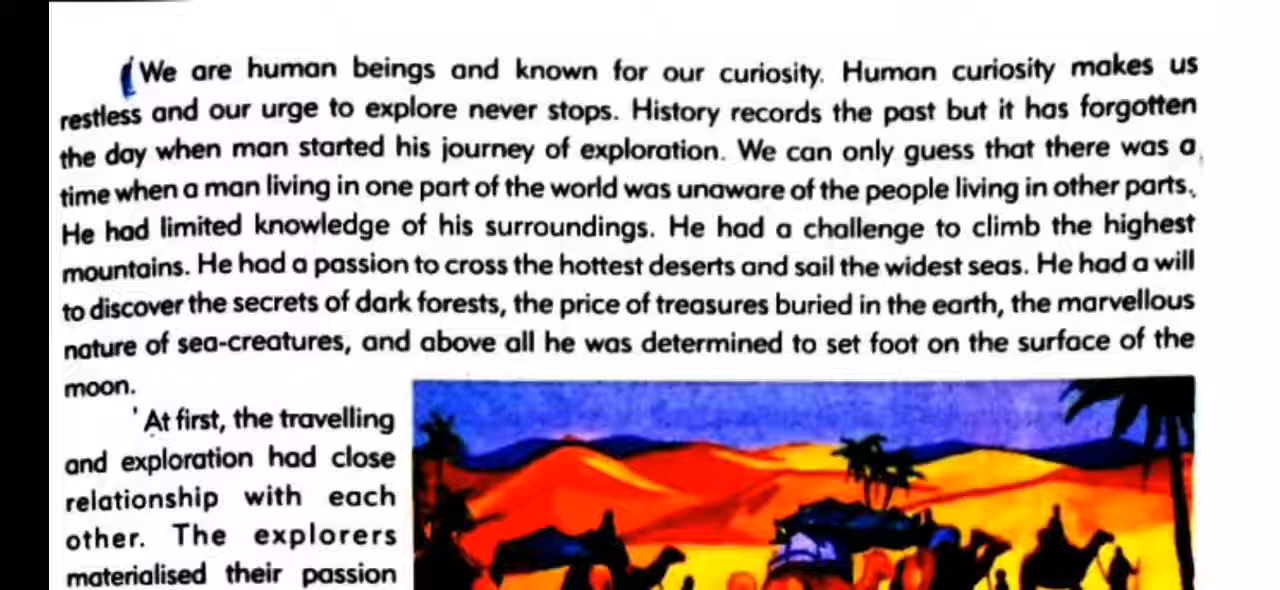 We are human beings and known for our curiosity. Human curiosity makes us
restless and our urge to explore never stops. History records the past but it has forgotten
the day when man started his journey of exploration. We can only guess that there was a
time when a man living in one part of the world was unaware of the people living in other parts.
He had limited knowledge of his surroundings. He had a challenge to climb the highest
mountains. He had a passion to cross the hottest deserts and sail the widest seas. He had a will
to discover the secrets of dark forests, the price of treasures buried in the earth, the marvellous
nature of sea-creatures, and above all he was determined to set foot on the surface of the
moon.
At first, the travelling
and exploration had close
relationship with each
other. The explorers
materialised their passion